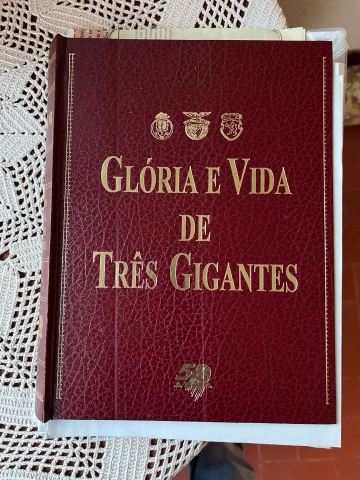 GLÓRIA E VIDA
DE
TRÊS GIGANTES
50